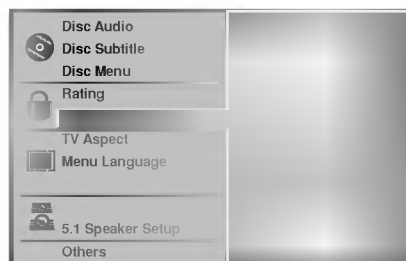 Disc Audio
Disc Subtitle
Disc Menu
Rating
TV Aspect
Menu Language
5.1 Speaker Setup
Others